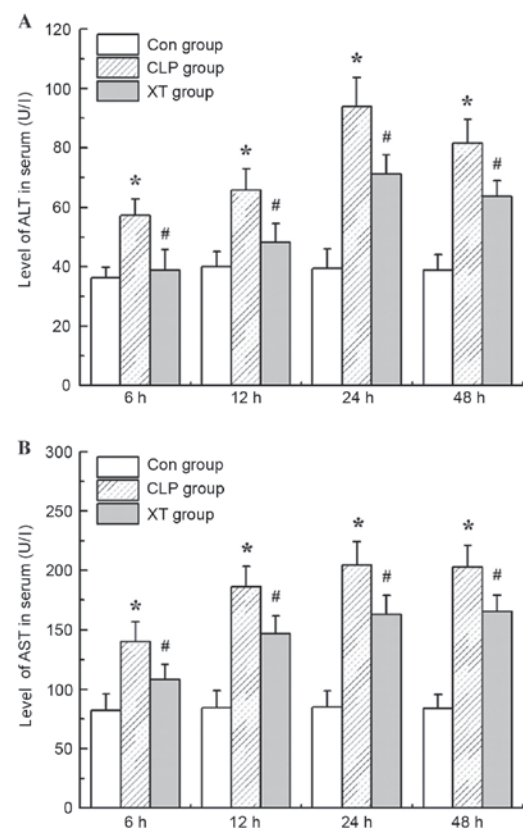 A
120
100
80
60
40
20
0
Level of ALT in serum (U/l)
Con group
CLP group
XT group
* # * # * # * #
6 h 12 h 24 h 48 h
B
300
250
200
150
100
50
0
Level of AST in serum (U/l)
Con group
CLP group
XT group
* # * # * # * #
6 h 12 h 24 h 48 h